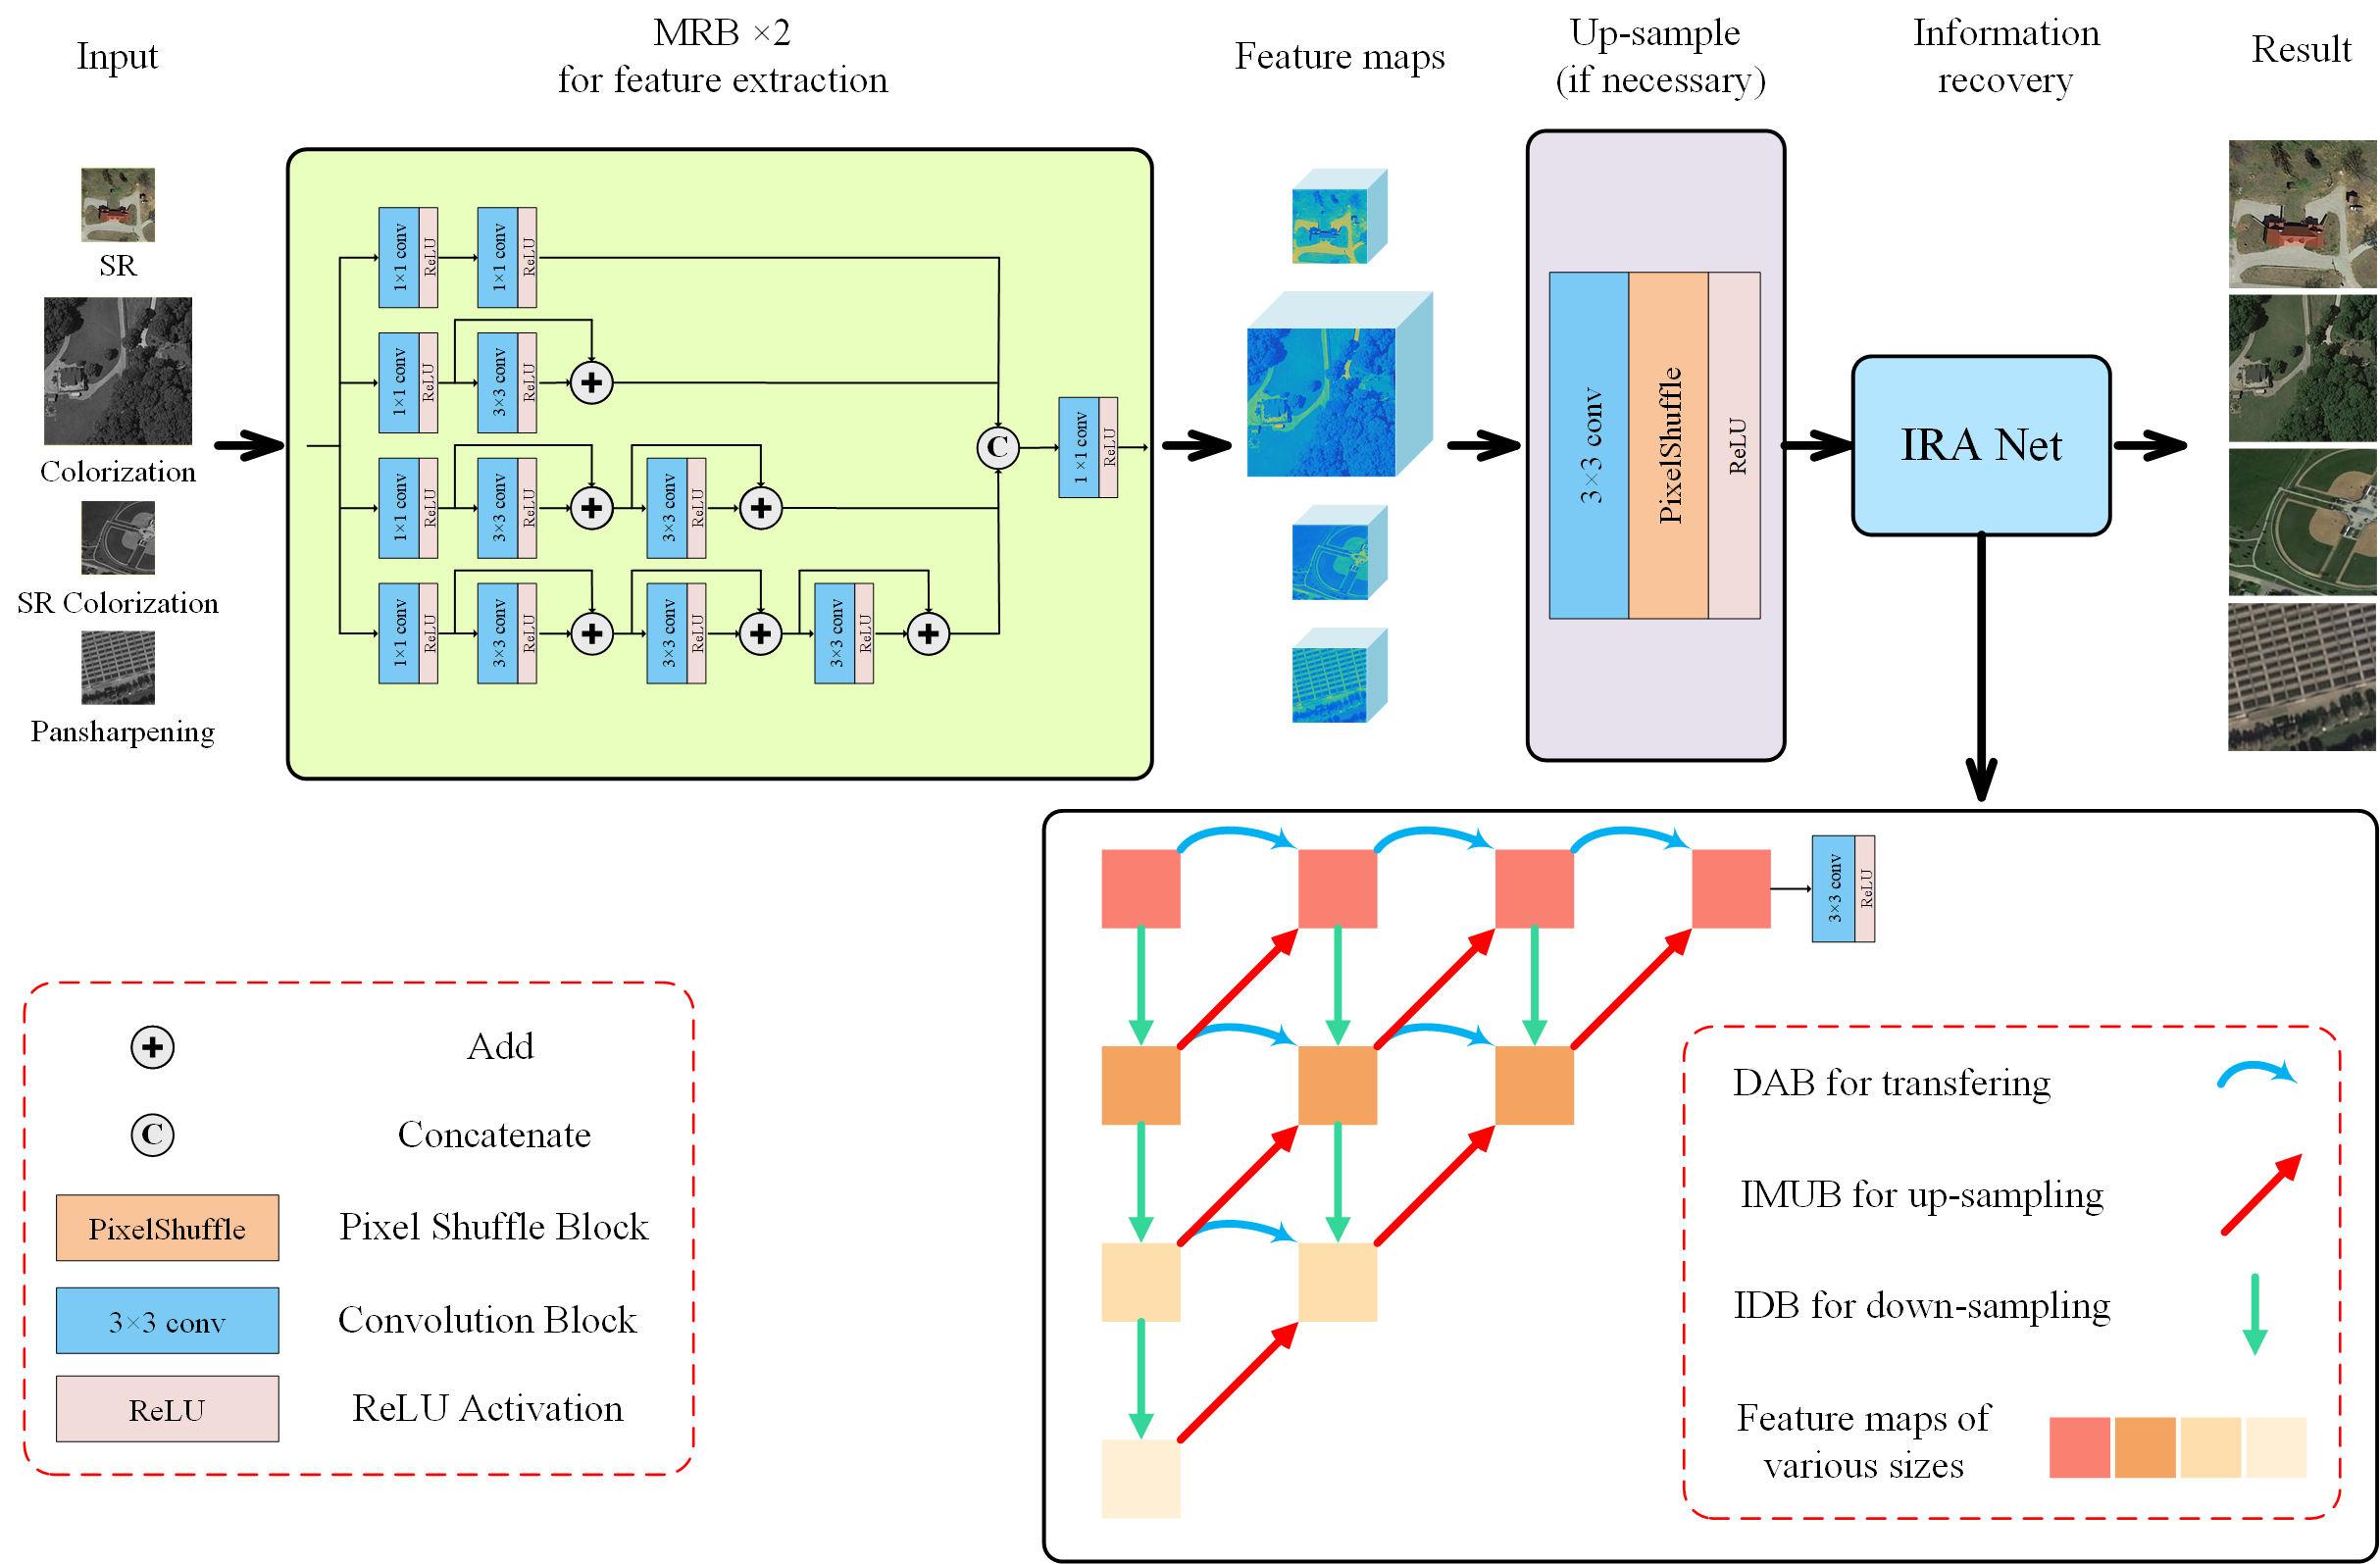 Input
MRB ×2
for feature extraction
Feature maps
Up-sample
(if necessary)
Information
recovery
Result
SR
Colorization
SR Colorization
Pansharpening
1×1 conv
ReLU
1×1 conv
ReLU
1×1 conv
ReLU
3×3 conv
ReLU
1×1 conv
ReLU
3×3 conv
ReLU
3×3 conv
ReLU
1×1 conv
ReLU
3×3 conv
ReLU
3×3 conv
ReLU
3×3 conv
ReLU
C
1×1 conv
ReLU
3×3 conv
PixelShuffle
ReLU
IRA Net
3×3 conv
ReLU
Add
C
Concatenate
PixelShuffle
Pixel Shuffle Block
3×3 conv
Convolution Block
ReLU
ReLU Activation
DAB for transfering
IMUB for up-sampling
IDB for down-sampling
Feature maps of
various sizes